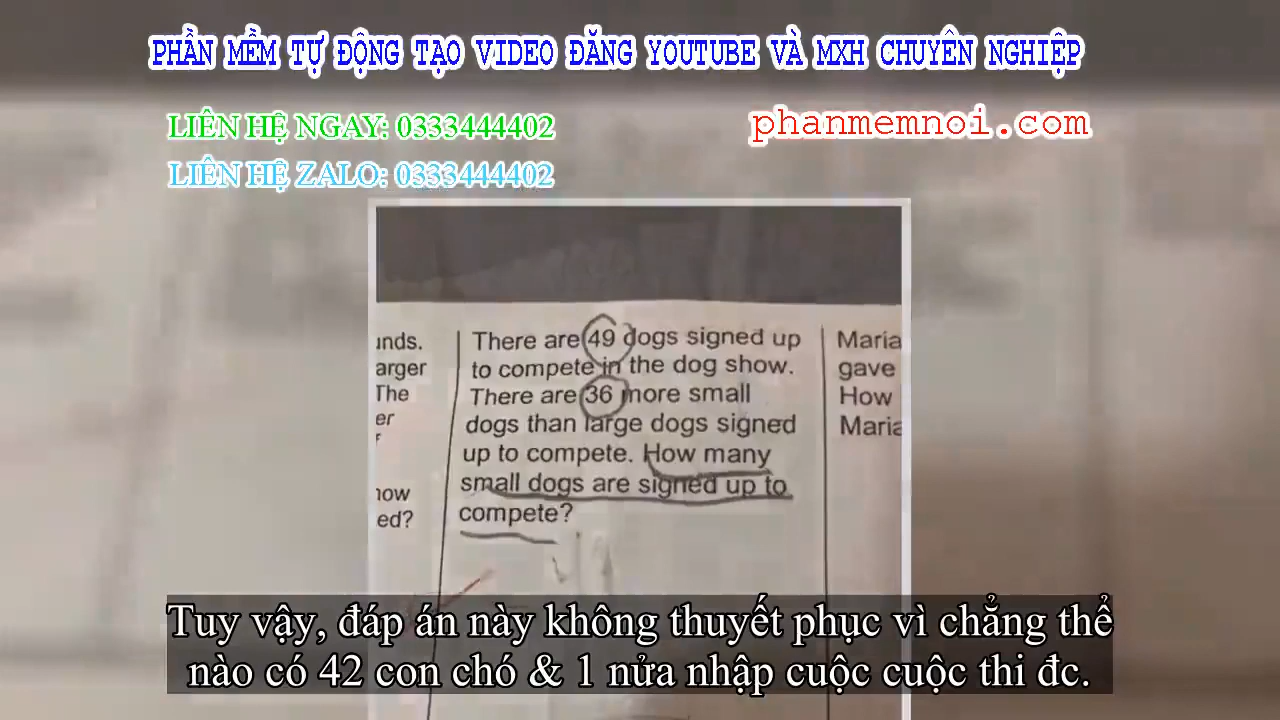 PHẦN MỀM TỰ ĐỘNG TẠO VIDEO ĐĂNG YOUTUBE VÀ MXH CHUYÊN NGHIỆP
LIÊN HỆ NGAY: 0333444402
phanmemnoi.com
LIÊN HỆ ZALO: 0333444402
There are 49 dogs signed up
to compete in the dog show.
There are 36 more small
dogs than large dogs signed
up to compete. How many
small dogs are signed up to
compete?
arger
The
er
ed?
Maria
gave
How
Maria
Tuy vậy, đáp án này không thuyết phục vì chẳng thể
nào có 42 con chó & 1 nửa nhập cuộc cuộc thi đc.